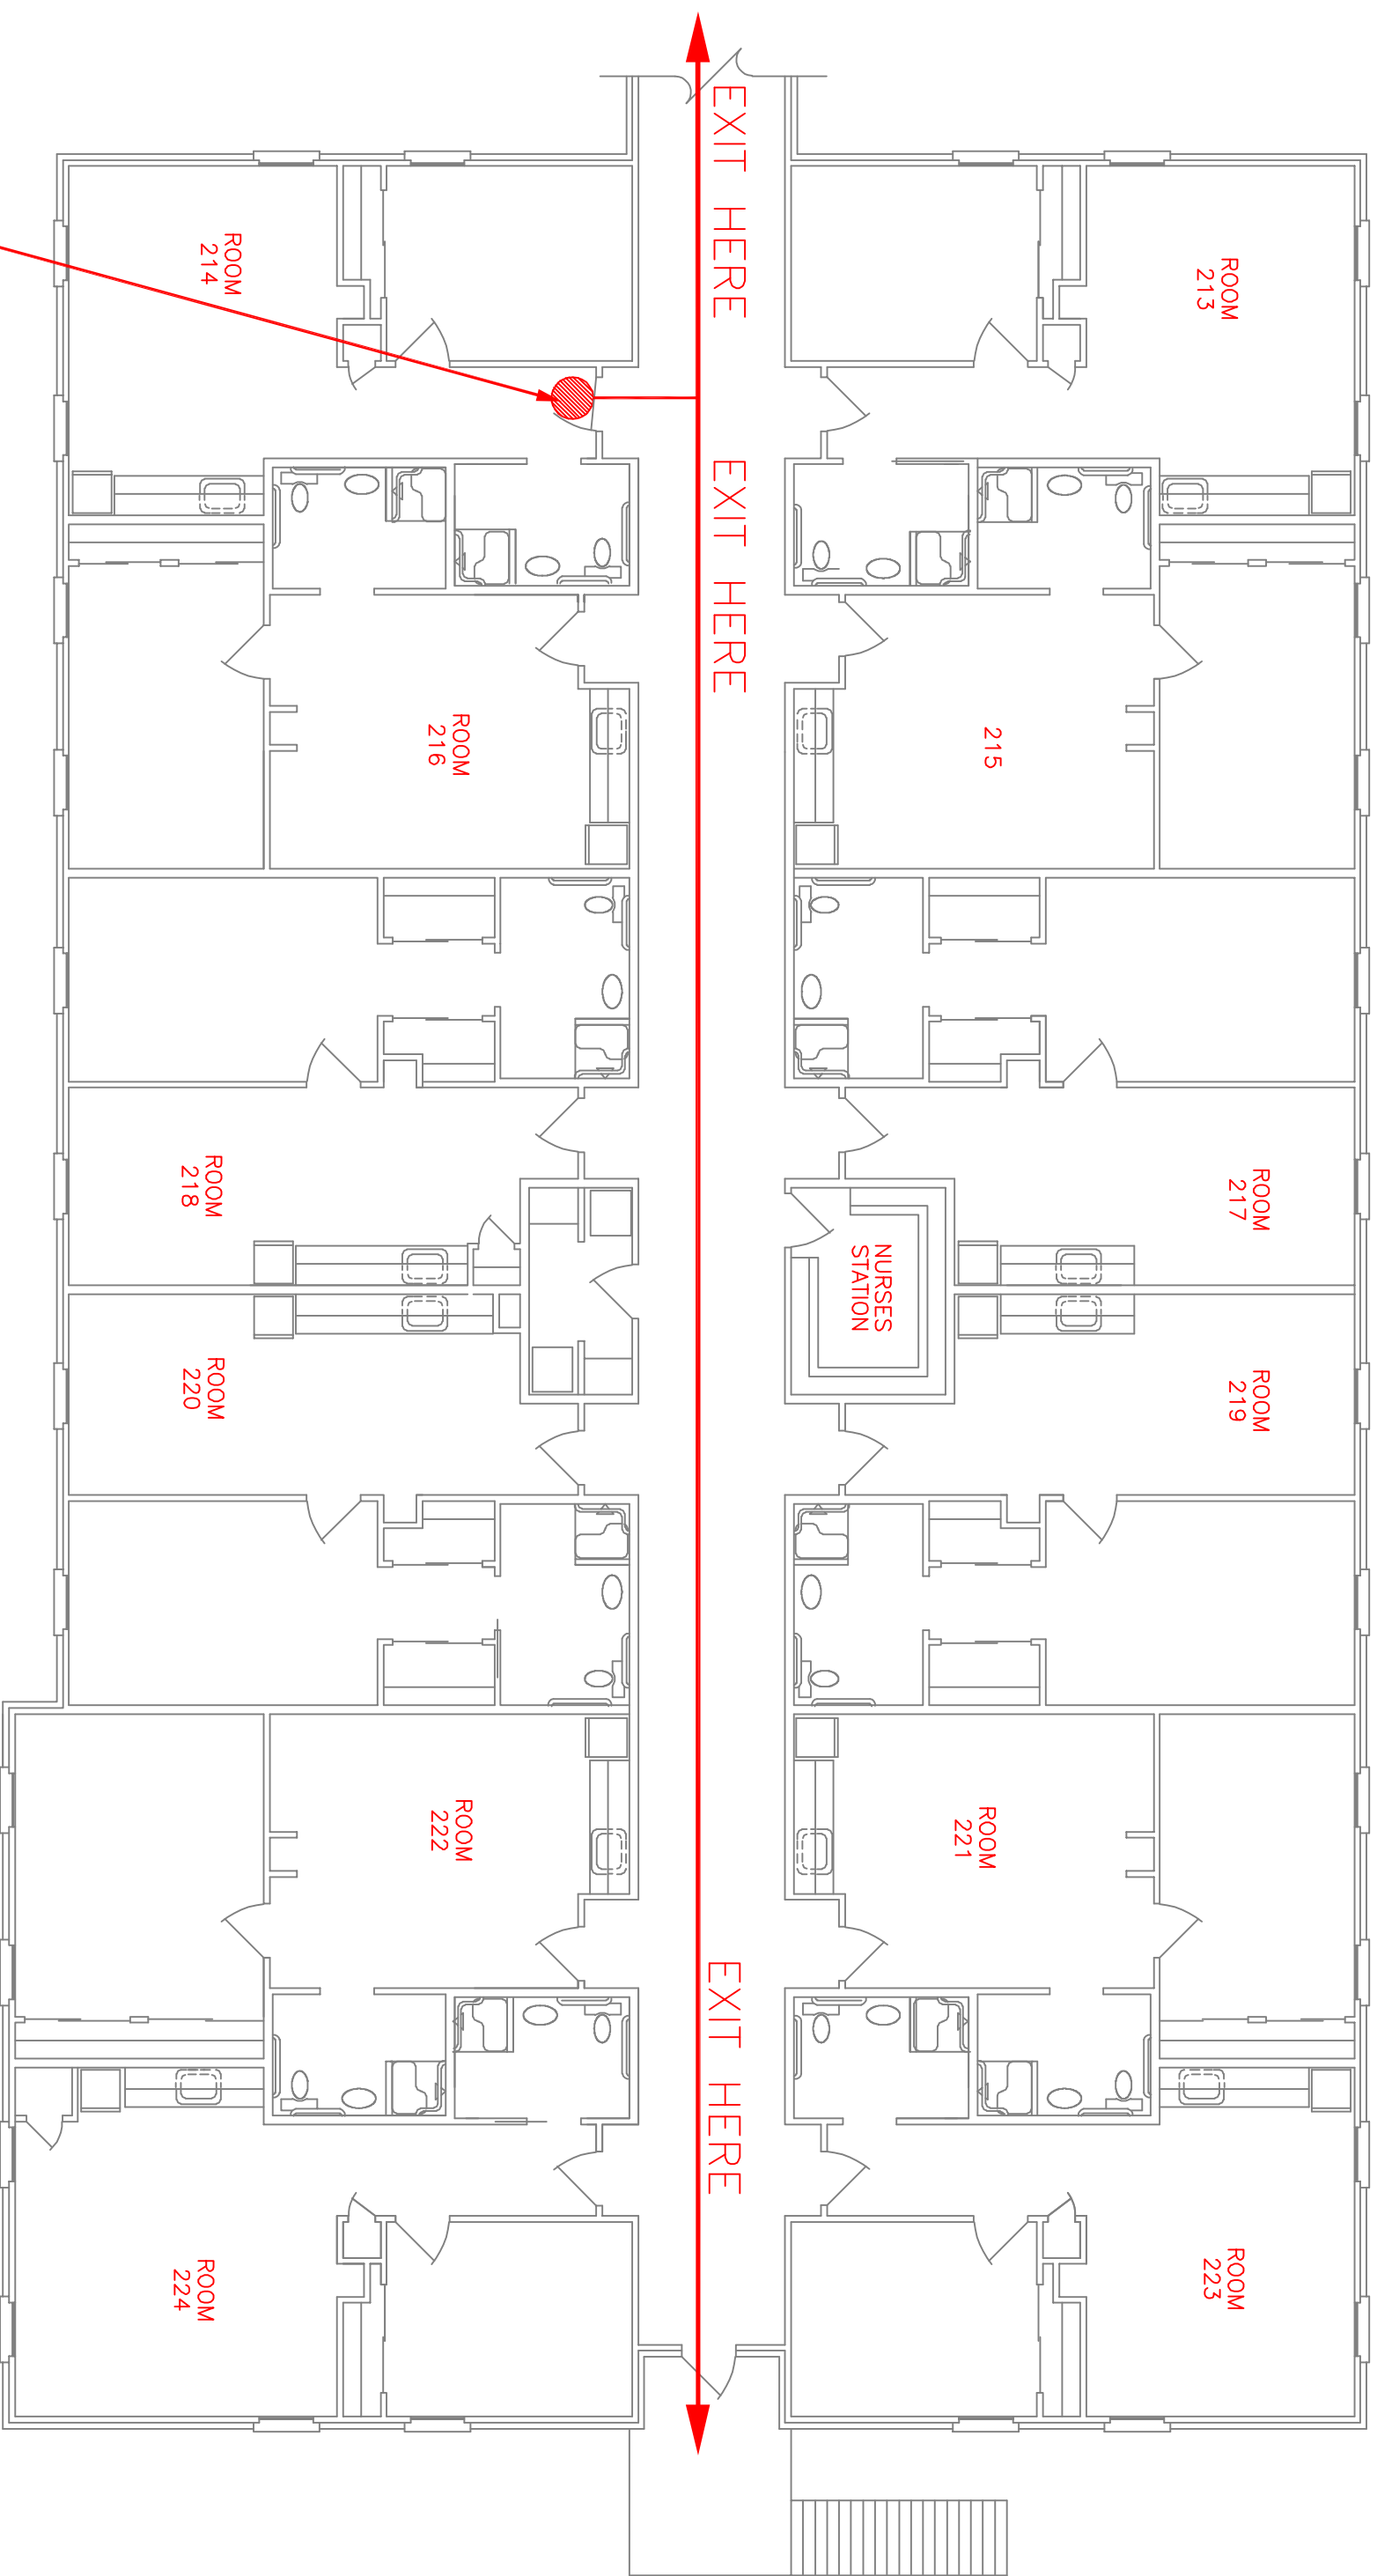 EXIT HERE
EXIT HERE
EXIT HERE
ROOM
213
ROOM
214
215
ROOM
216
ROOM
217
ROOM
218
NURSES
STATION
ROOM
219
ROOM
220
ROOM
221
ROOM
222
ROOM
223
ROOM
224